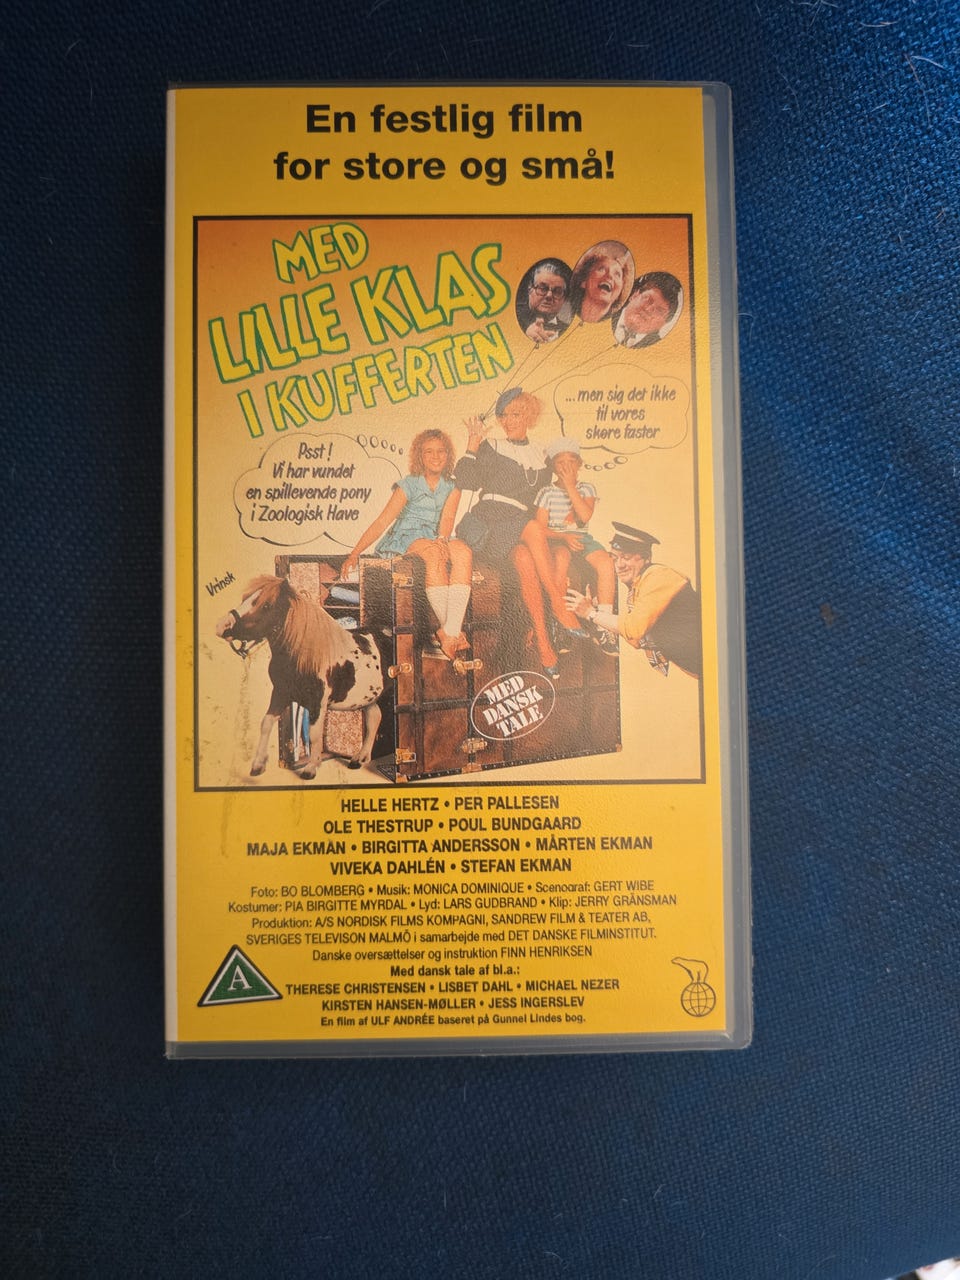 En festlig film
for store og små!
MED
LILLE KLAS
I KUFFERTEN
...men sig det ikke
til vores
skøre faster
Psst!
Vi har vundet
en spillevende pony
i Zoologisk Have
Vrinsk
MED
DANSK
TALE
HELLE HERTZ • PER PALLESEN
OLE THESTRUP • POUL BUNDGAARD
MAJA EKMAN • BIRGITTA ANDERSSON • MÅRTEN EKMAN
VIVEKA DAHLÉN • STEFAN EKMAN
Foto: BO BLOMBERG • Musik: MONICA DOMINIQUE • Scenograf: GERT WIBE
Kostumer: PIA BIRGITTE MYRDAL • Lyd: LARS GUDBRAND • Klip: JERRY GRÄNSMAN
Produktion: A/S NORDISK FILMS KOMPAGNI, SANDREW FILM & TEATER AB,
SVERIGES TELEVISON MALMÖ i samarbejde med DET DANSKE FILMINSTITUT.
Danske oversættelser og instruktion FINN HENRIKSEN
Med dansk tale af bl.a.:
A
THERESE CHRISTENSEN • LISBET DAHL • MICHAEL NEZER
KIRSTEN HANSEN-MØLLER • JESS INGERSLEV
En film af ULF ANDRÉE baseret på Gunnel Lindes bog.